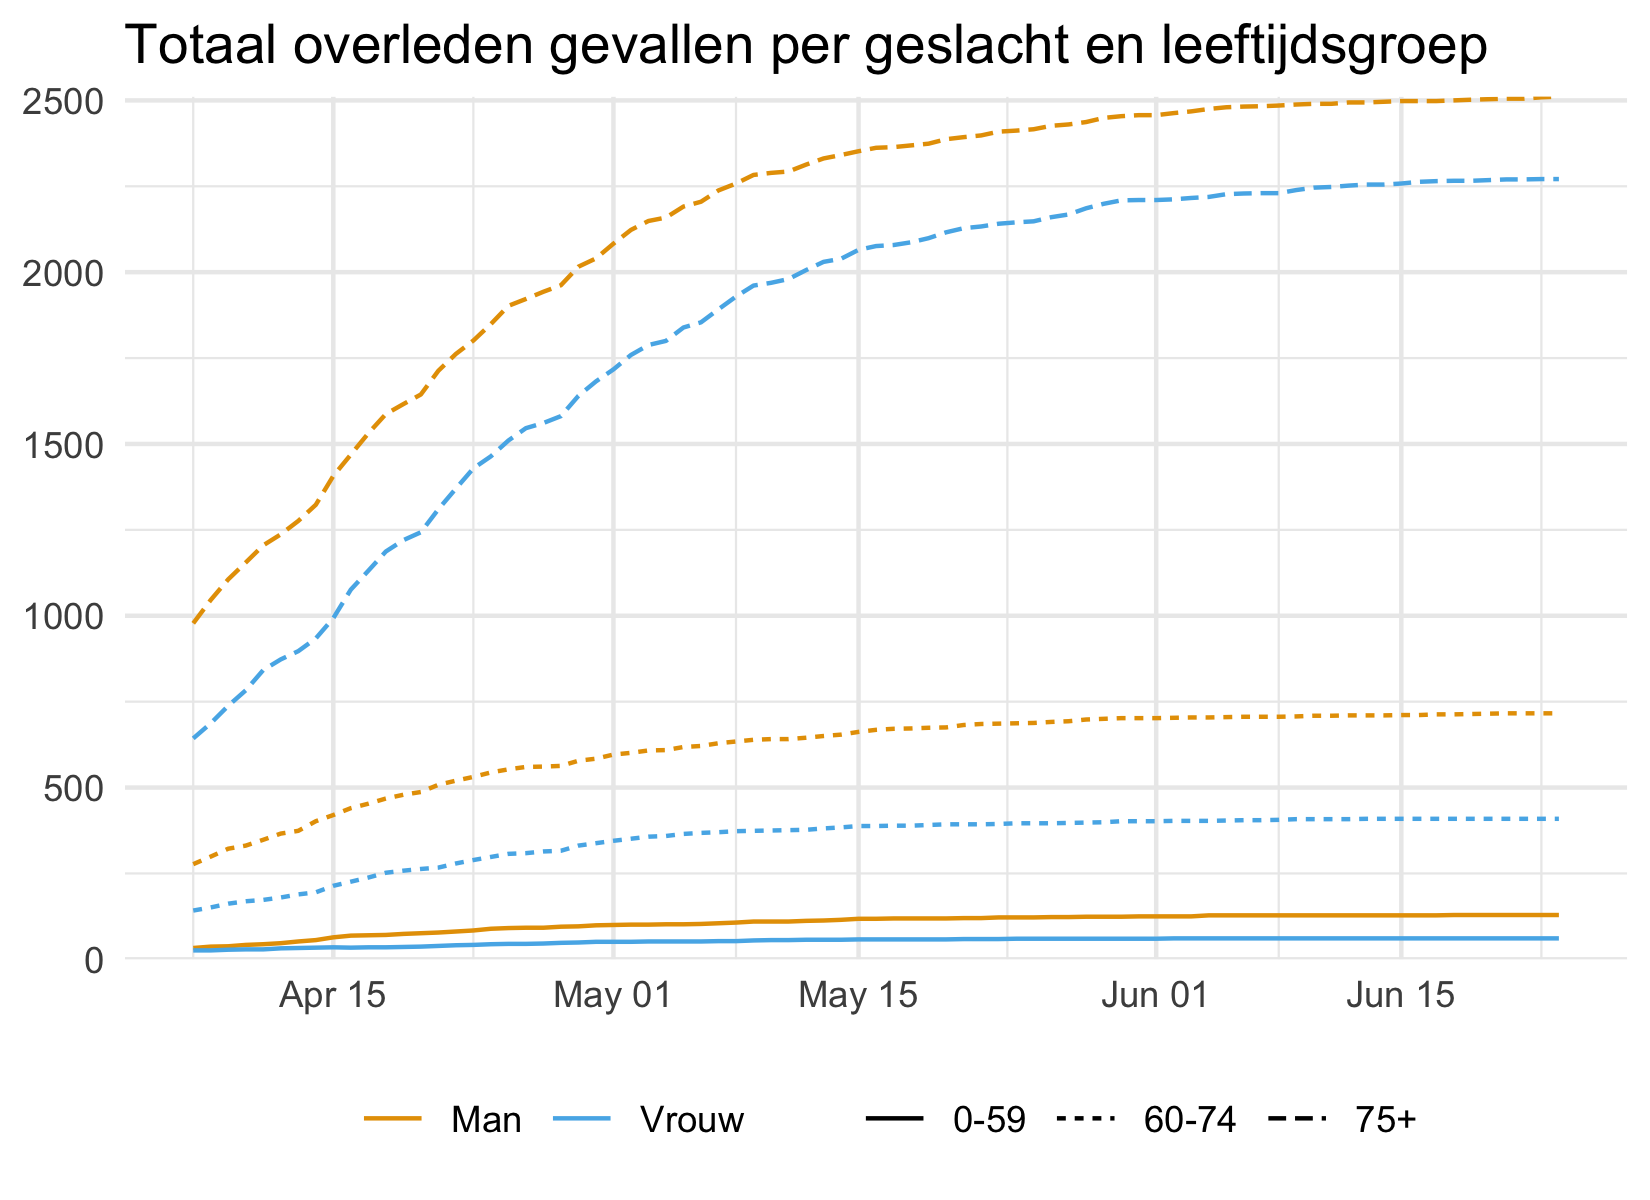 Totaal overleden gevallen per geslacht en leeftijdsgroep
2500
2000
1500
1000
500
0
Apr 15 May 01 May 15 Jun 01 Jun 15
Man Vrouw 0-59 60-74 75+